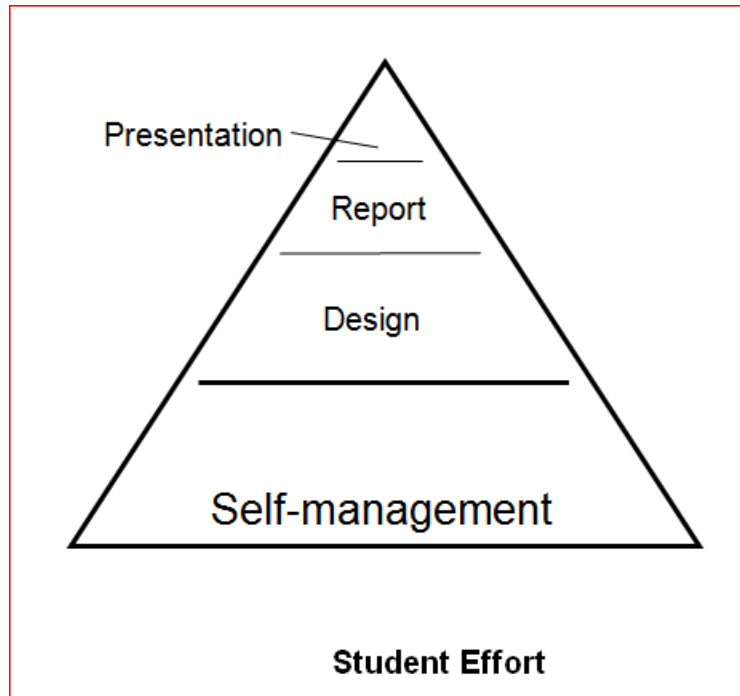 Presentation
Report
Design
Self-management
Student Effort